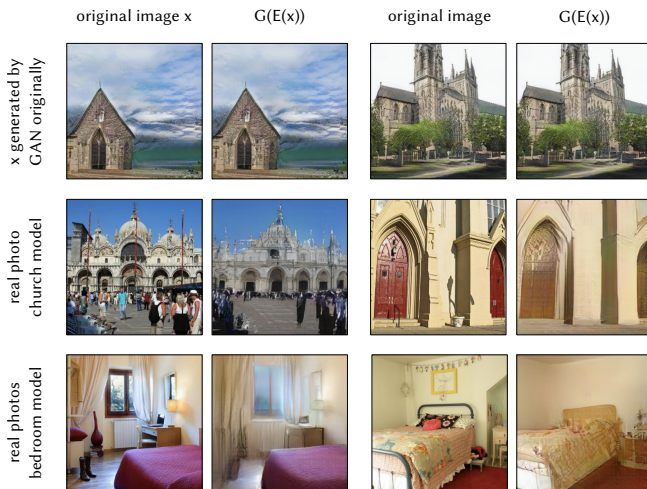 original image x
G(E(x))
original image
G(E(x))
x generated by
GAN originally
real photo
church model
real photos
bedroom model